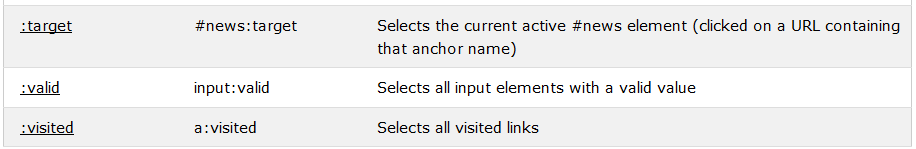 :target #news:target Selects the current active #news element (clicked on a URL containing
that anchor name)
:valid input:valid Selects all input elements with a valid value
:visited a:visited Selects all visited links